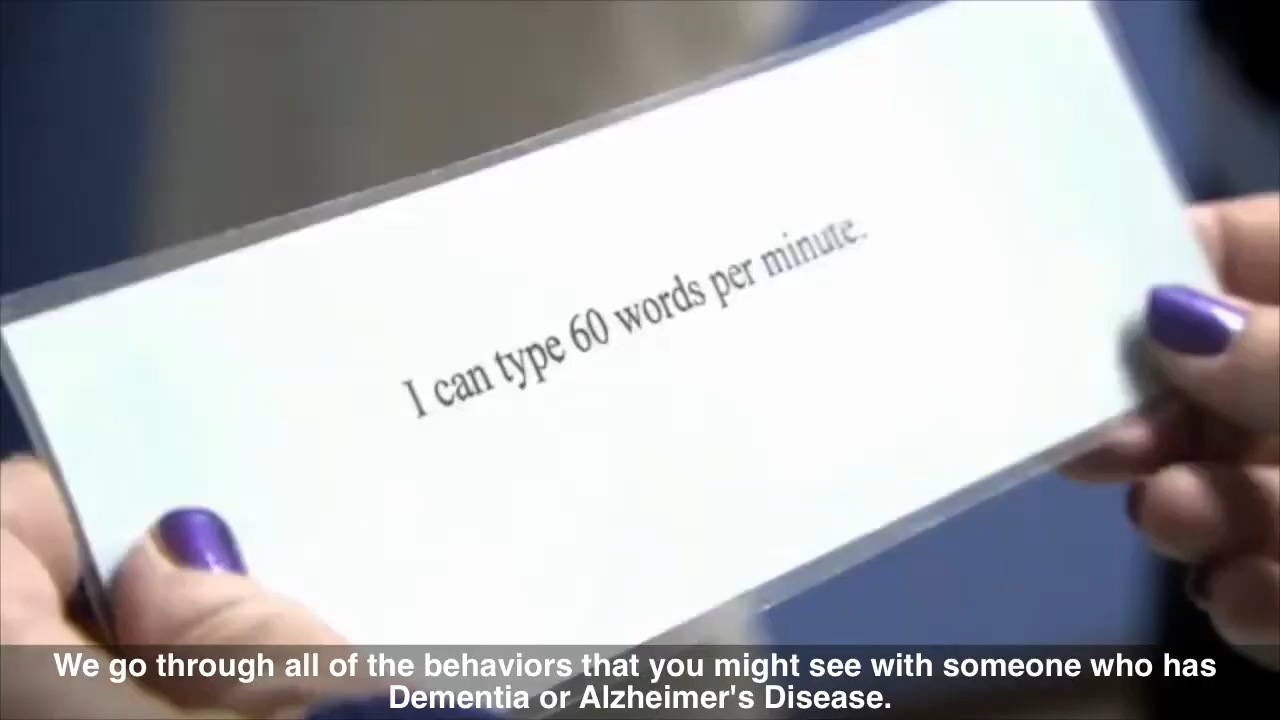 I can type 60 words per minute.
We go through all of the behaviors that you might see with someone who has
Dementia or Alzheimer's Disease.